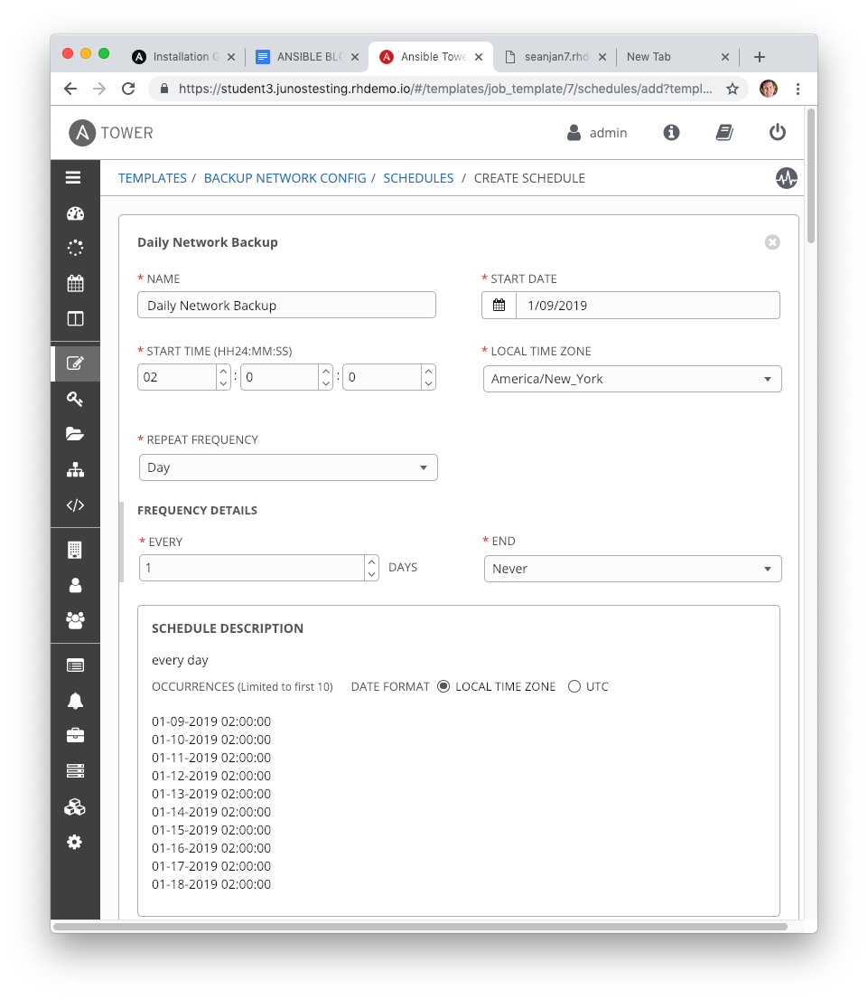 Installation G
ANSIBLE BLO
Ansible Towe
seanjan7.rhd
New Tab
https://student3.junostesting.rhdemo.io/#/templates/job_template/7/schedules/add?templ...
A TOWER
admin
TEMPLATES / BACKUP NETWORK CONFIG / SCHEDULES / CREATE SCHEDULE
Daily Network Backup
* NAME
* START DATE
Daily Network Backup
1/09/2019
* START TIME (HH24:MM:SS)
* LOCAL TIME ZONE
02 : 0 : 0
America/New_York
* REPEAT FREQUENCY
Day
FREQUENCY DETAILS
* EVERY
* END
1 DAYS
Never
SCHEDULE DESCRIPTION
every day
OCCURRENCES (Limited to first 10) DATE FORMAT LOCAL TIME ZONE UTC
01-09-2019 02:00:00
01-10-2019 02:00:00
01-11-2019 02:00:00
01-12-2019 02:00:00
01-13-2019 02:00:00
01-14-2019 02:00:00
01-15-2019 02:00:00
01-16-2019 02:00:00
01-17-2019 02:00:00
01-18-2019 02:00:00